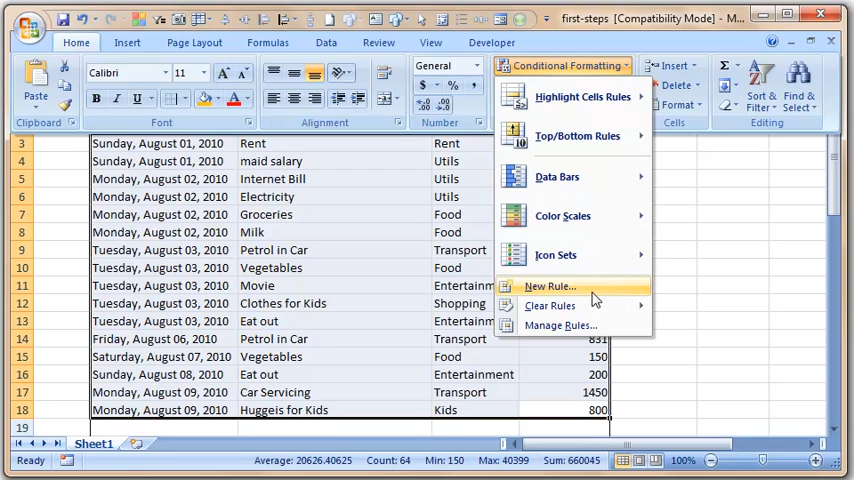 first-steps [Compatibility Mode] - M...
Home Insert Page Layout Formulas Data Review View Developer
Paste
Clipboard
Calibri 11
B I U
Font
Alignment
General
$ % ,
Number
Conditional Formatting
Insert
Delete
Format
Cells
Sort &
Filter
Find &
Select
Editing
Highlight Cells Rules
Top/Bottom Rules
Data Bars
Color Scales
Icon Sets
New Rule...
Clear Rules
Manage Rules...
3 Sunday, August 01, 2010 Rent Rent
4 Sunday, August 01, 2010 maid salary Utils
5 Monday, August 02, 2010 Internet Bill Utils
6 Monday, August 02, 2010 Electricity Utils
7 Monday, August 02, 2010 Groceries Food
8 Monday, August 02, 2010 Milk Food
9 Tuesday, August 03, 2010 Petrol in Car Transport
10 Tuesday, August 03, 2010 Vegetables Food
11 Tuesday, August 03, 2010 Movie Entertainm
12 Tuesday, August 03, 2010 Clothes for Kids Shopping
13 Tuesday, August 03, 2010 Eat out Entertainm
14 Friday, August 06, 2010 Petrol in Car Transport 831
15 Saturday, August 07, 2010 Vegetables Food 150
16 Sunday, August 08, 2010 Eat out Entertainment 200
17 Monday, August 09, 2010 Car Servicing Transport 1450
18 Monday, August 09, 2010 Huggeis for Kids Kids 800
19
Sheet1
Ready Average: 20626.40625 Count: 64 Min: 150 Max: 40399 Sum: 660045 100%